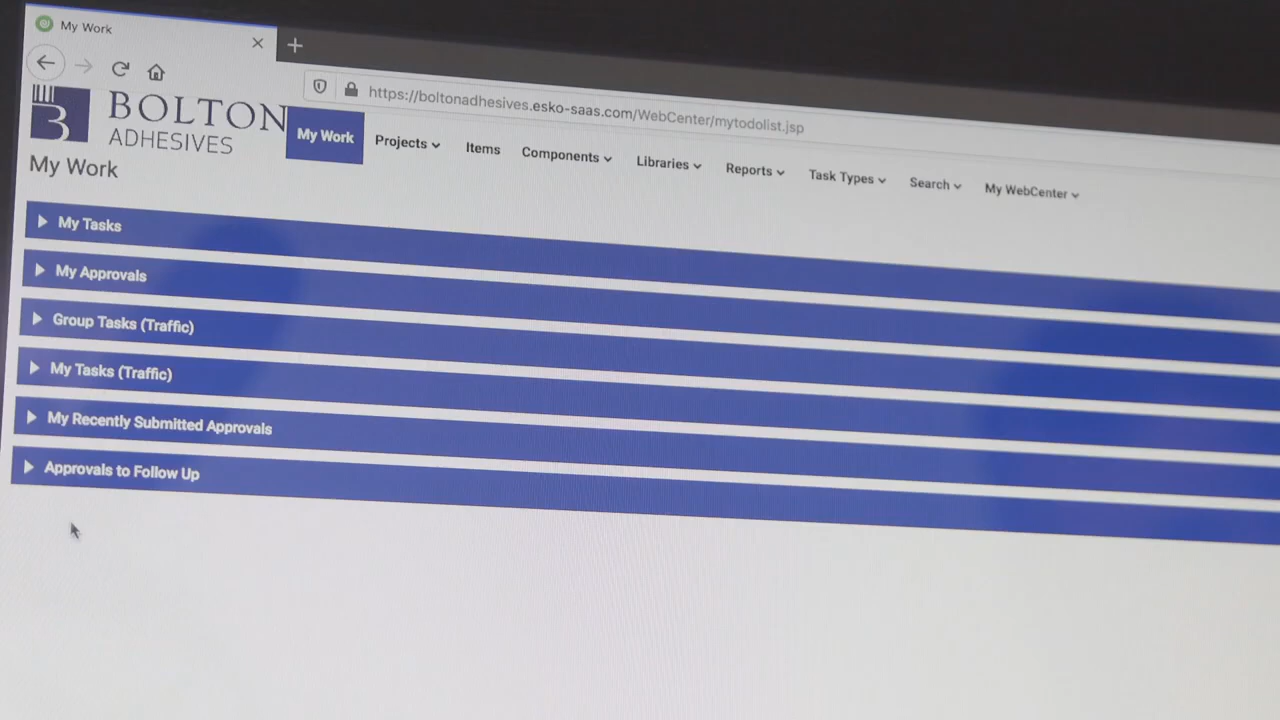 My Work
https://boltonadhesives.esko-saas.com/WebCenter/mytodolist.jsp
BOLTON
ADHESIVES
My Work Projects Items Components Libraries Reports Task Types Search My WebCenter
My Work
My Tasks
My Approvals
Group Tasks (Traffic)
My Tasks (Traffic)
My Recently Submitted Approvals
Approvals to Follow Up